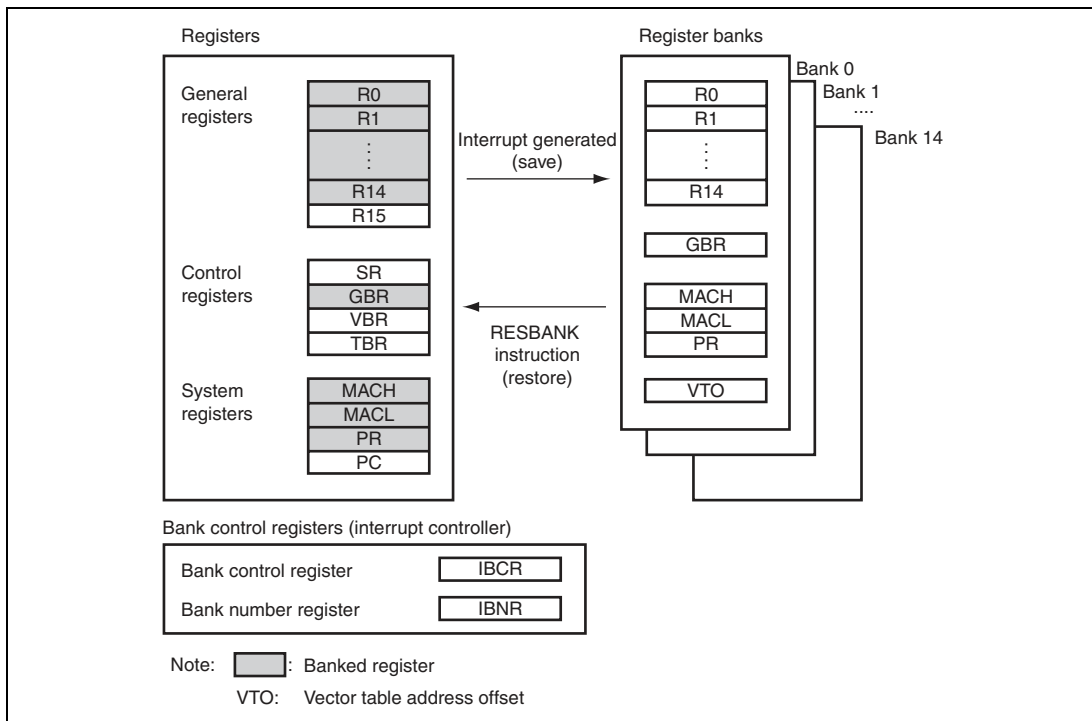 Registers
General
registers
R0
R1
⋮
R14
R15
Control
registers
SR
GBR
VBR
TBR
System
registers
MACH
MACL
PR
PC
Interrupt generated
(save)
RESBANK
instruction
(restore)
Register banks
Bank 0
Bank 1
....
Bank 14
R0
R1
⋮
R14
GBR
MACH
MACL
PR
VTO
Bank control registers (interrupt controller)
Bank control register IBCR
Bank number register IBNR
Note: : Banked register
VTO: Vector table address offset